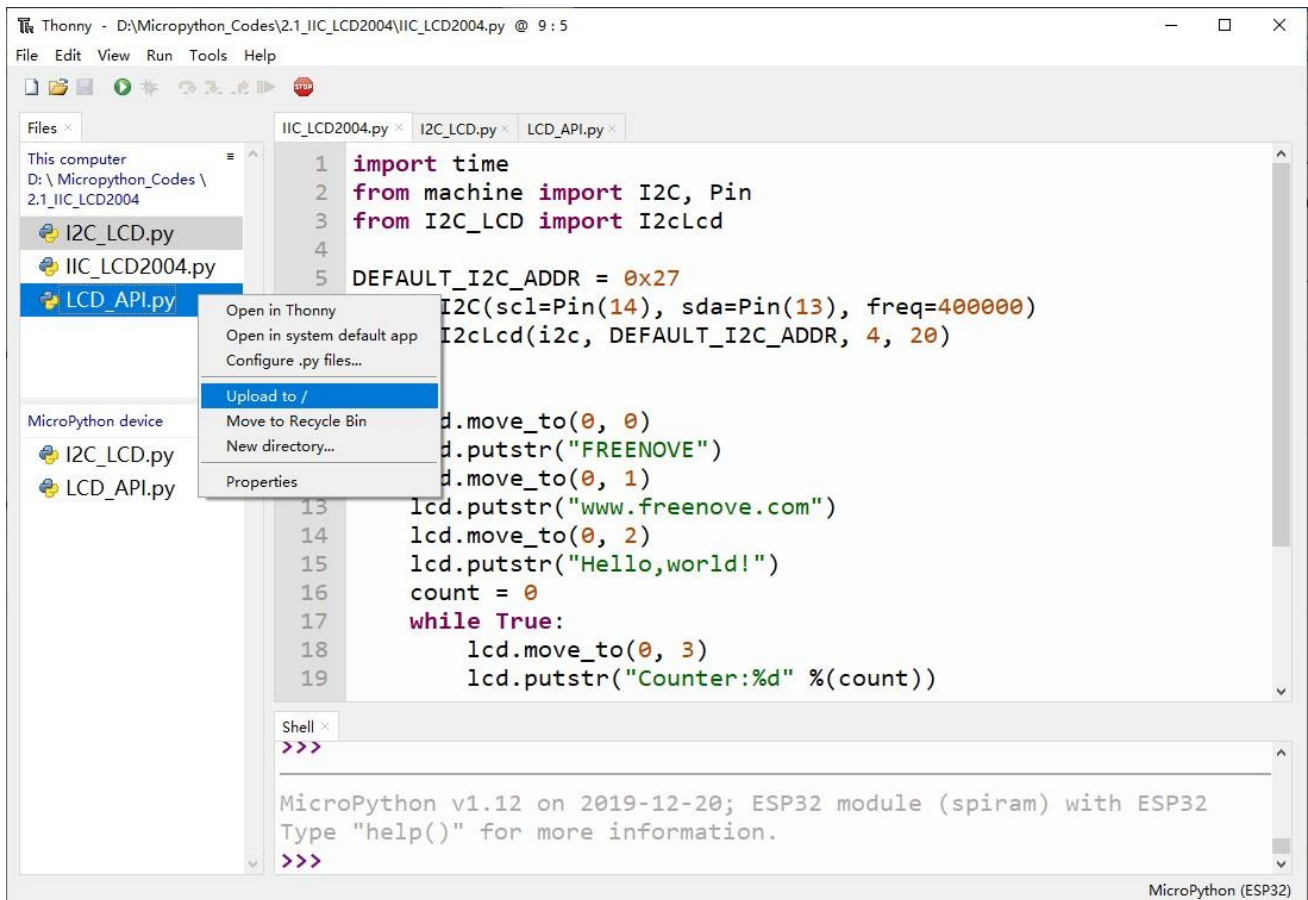 Thonny - D:\Micropython_Codes\2.1_IIC_LCD2004\IIC_LCD2004.py @ 9 : 5
File Edit View Run Tools Help
STOP
Files
This computer
D: \ Micropython_Codes \
2.1_IIC_LCD2004
I2C_LCD.py
IIC_LCD2004.py
LCD_API.py
Open in Thonny
Open in system default app
Configure .py files...
Upload to /
Move to Recycle Bin
New directory...
Properties
MicroPython device
I2C_LCD.py
LCD_API.py
IIC_LCD2004.py I2C_LCD.py LCD_API.py
1 import time
2 from machine import I2C, Pin
3 from I2C_LCD import I2cLcd
4
5 DEFAULT_I2C_ADDR = 0x27
I2C(scl=Pin(14), sda=Pin(13), freq=400000)
I2cLcd(i2c, DEFAULT_I2C_ADDR, 4, 20)
d.move_to(0, 0)
d.putstr("FREENOVE")
d.move_to(0, 1)
13 lcd.putstr("www.freenove.com")
14 lcd.move_to(0, 2)
15 lcd.putstr("Hello,world!")
16 count = 0
17 while True:
18 lcd.move_to(0, 3)
19 lcd.putstr("Counter:%d" %(count))
Shell
>>>
MicroPython v1.12 on 2019-12-20; ESP32 module (spiram) with ESP32
Type "help()" for more information.
>>>
MicroPython (ESP32)